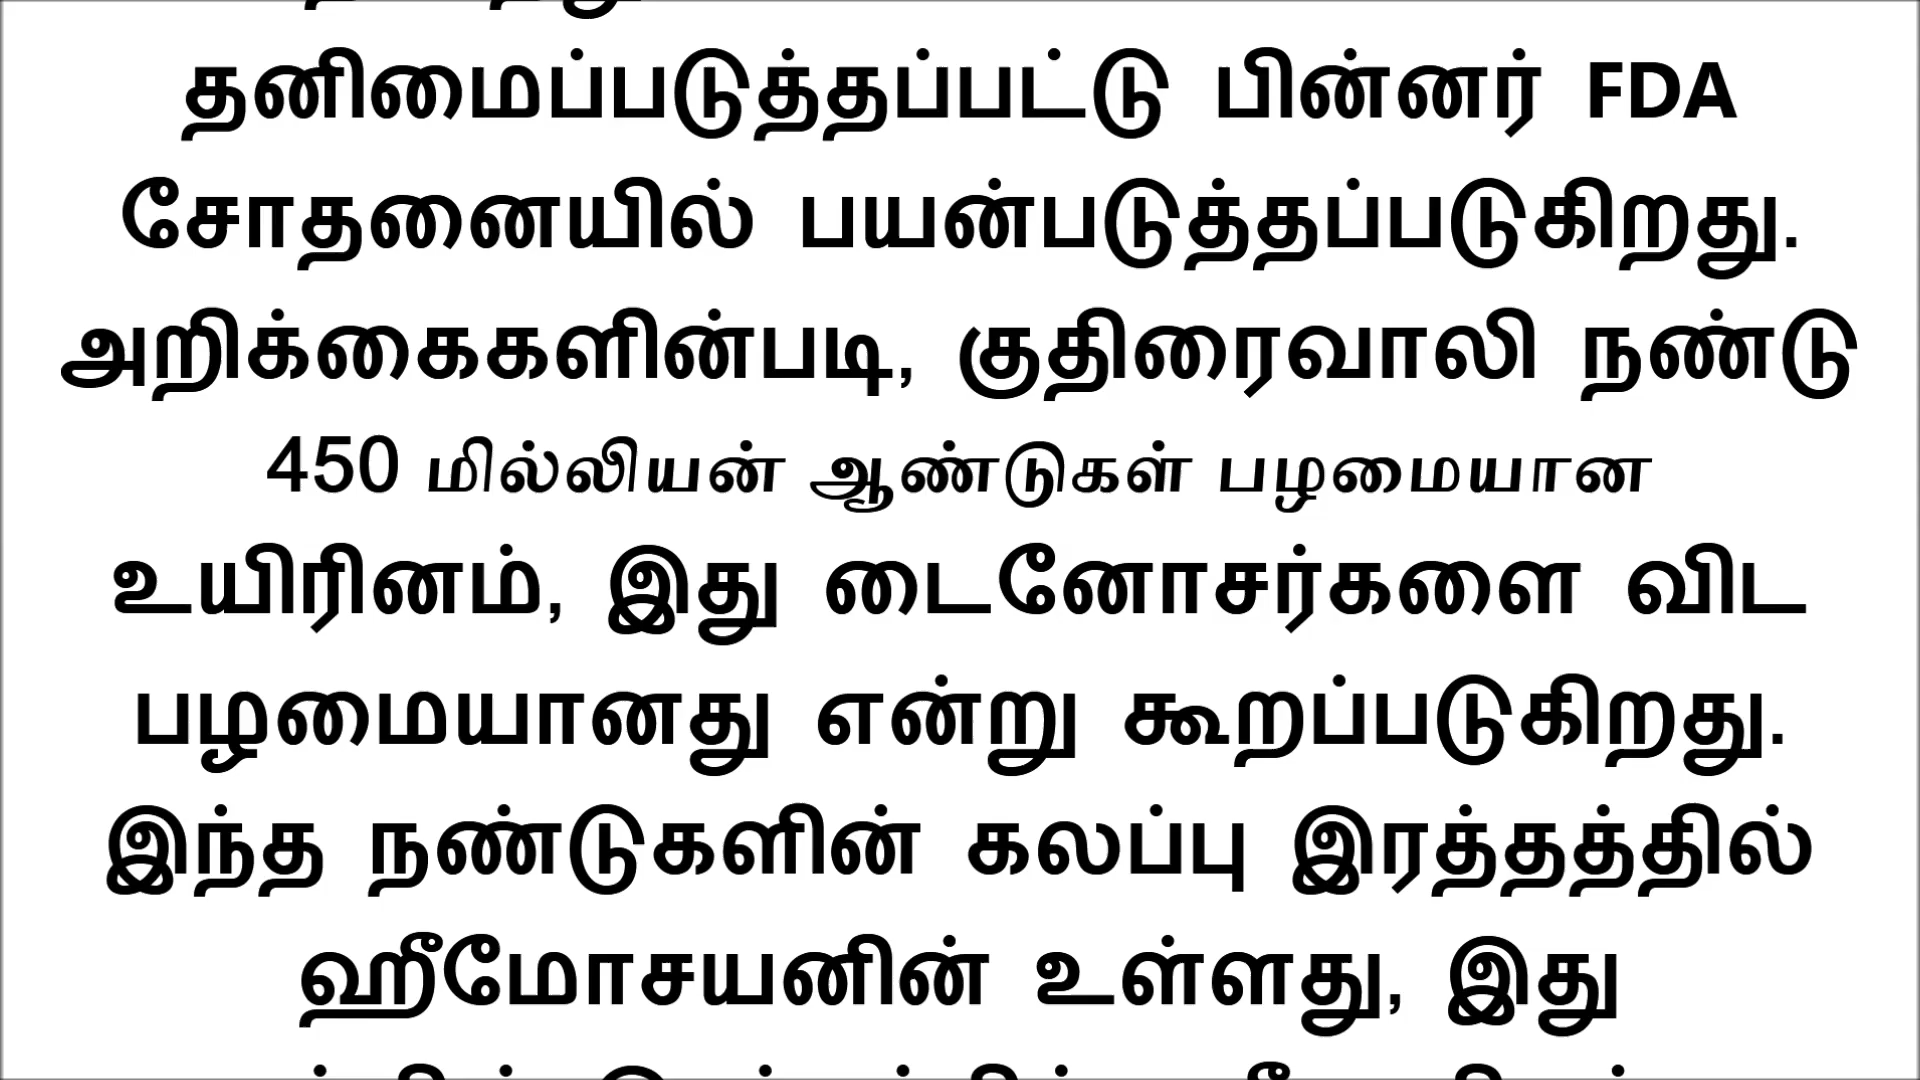 தனிமைப்படுத்தப்பட்டு பின்னர் FDA
சோதனையில் பயன்படுத்தப்படுகிறது.
அறிக்கைகளின்படி, குதிரைவாலி நண்டு
450 மில்லியன் ஆண்டுகள் பழமையான
உயிரினம், இது டைனோசர்களை விட
பழமையானது என்று கூறப்படுகிறது.
இந்த நண்டுகளின் கலப்பு இரத்தத்தில்
ஹீமோசயனின் உள்ளது, இது